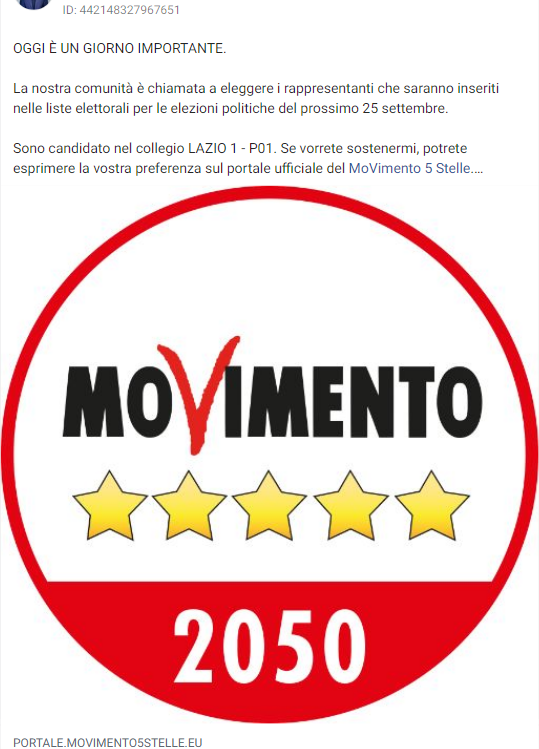 ID: 442148327967651
OGGI È UN GIORNO IMPORTANTE.
La nostra comunità è chiamata a eleggere i rappresentanti che saranno inseriti
nelle liste elettorali per le elezioni politiche del prossimo 25 settembre.
Sono candidato nel collegio LAZIO 1 - P01. Se vorrete sostenermi, potrete
esprimere la vostra preferenza sul portale ufficiale del MoVimento 5 Stelle....
MOVIMENTO
2050
PORTALE.MOVIMENTO5STELLE.EU